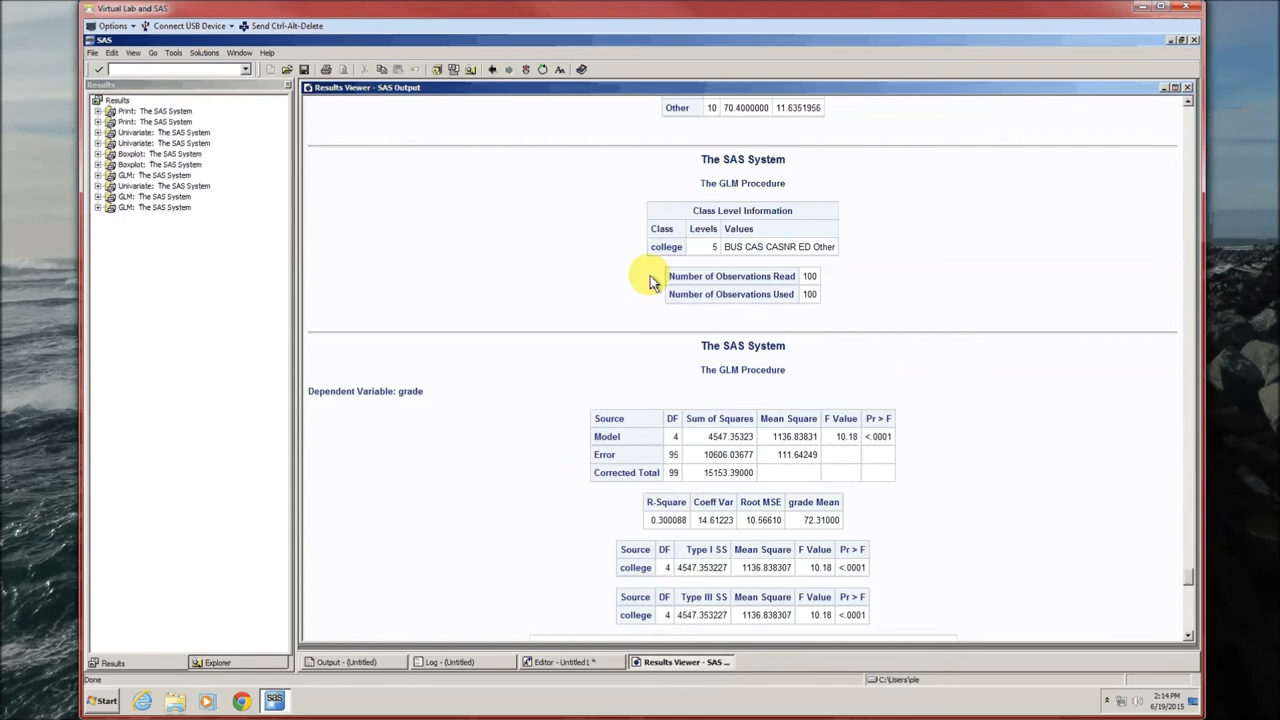 Virtual Lab and SAS
Options Connect USB Device Send Ctrl-Alt-Delete
SAS
File Edit View Go Tools Solutions Window Help
Results
Results Viewer - SAS Output
Results
Print: The SAS System
Print: The SAS System
Univariate: The SAS System
Univariate: The SAS System
Boxplot: The SAS System
Boxplot: The SAS System
GLM: The SAS System
Univariate: The SAS System
GLM: The SAS System
GLM: The SAS System
Other 10 70.4000000 11.6351956
The SAS System
The GLM Procedure
Class Level Information
Class Levels Values
college 5 BUS CAS CASNR ED Other
Number of Observations Read 100
Number of Observations Used 100
The SAS System
The GLM Procedure
Dependent Variable: grade
Source DF Sum of Squares Mean Square F Value Pr > F
Model 4 4547.35323 1136.83831 10.18 <.0001
Error 95 10606.03677 111.64249
Corrected Total 99 15153.39000
R-Square Coeff Var Root MSE grade Mean
0.300088 14.61223 10.56610 72.31000
Source DF Type I SS Mean Square F Value Pr > F
college 4 4547.353227 1136.838307 10.18 <.0001
Source DF Type III SS Mean Square F Value Pr > F
college 4 4547.353227 1136.838307 10.18 <.0001
Results Explorer Output - (Untitled) Log - (Untitled) Editor - Untitled1 * Results Viewer - SAS ...
Done C:\Users\ple
Start sas 2:14 PM
6/19/2015